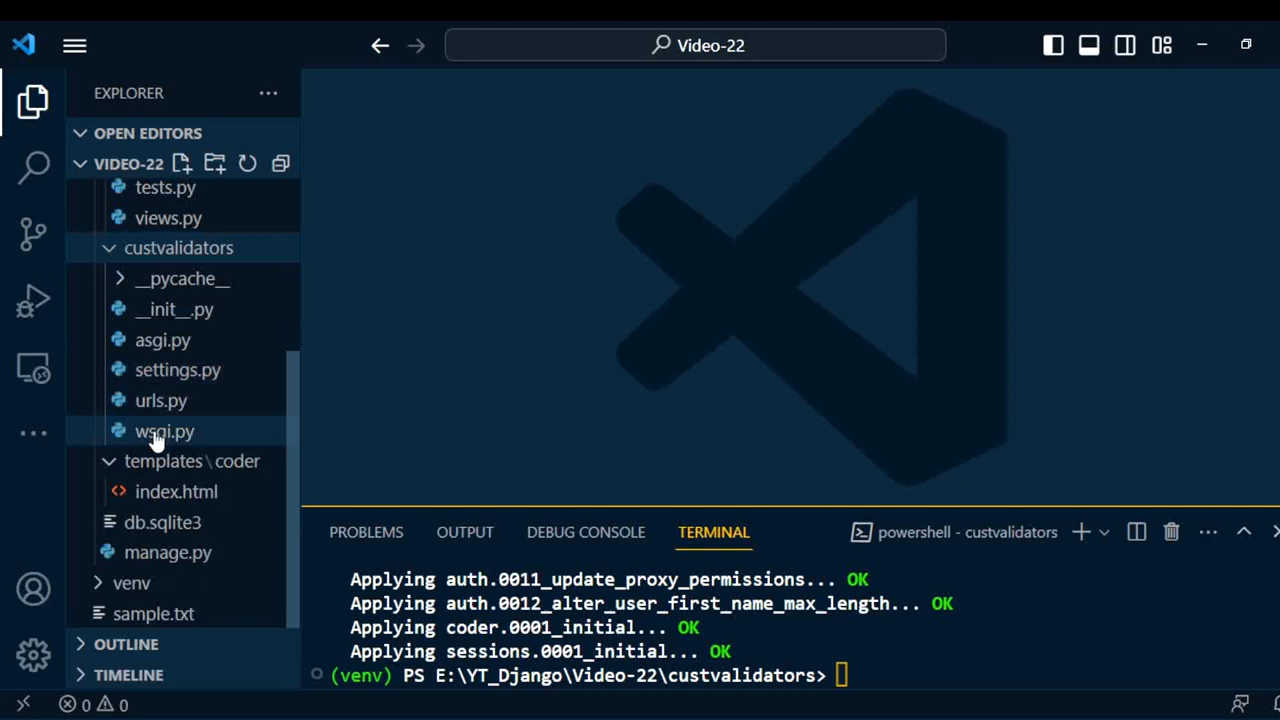 Video-22
EXPLORER
OPEN EDITORS
VIDEO-22
tests.py
views.py
custvalidators
__pycache__
__init__.py
asgi.py
settings.py
urls.py
wsgi.py
templates\coder
index.html
db.sqlite3
manage.py
venv
sample.txt
OUTLINE
TIMELINE
PROBLEMS OUTPUT DEBUG CONSOLE TERMINAL powershell - custvalidators
Applying auth.0011_update_proxy_permissions... OK
Applying auth.0012_alter_user_first_name_max_length... OK
Applying coder.0001_initial... OK
Applying sessions.0001_initial... OK
(venv) PS E:\YT_Django\Video-22\custvalidators>
0 0